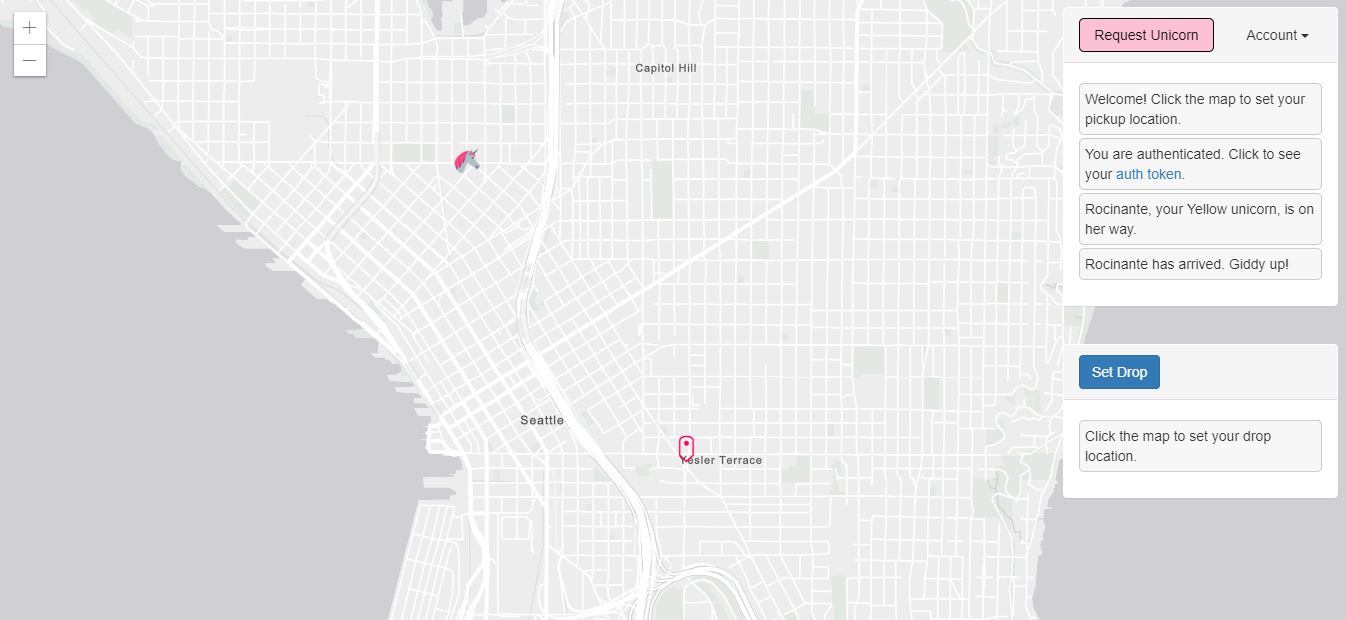 +
−
Capitol Hill
Seattle
Yesler Terrace
Request Unicorn
Account
Welcome! Click the map to set your
pickup location.
You are authenticated. Click to see
your auth token.
Rocinante, your Yellow unicorn, is on
her way.
Rocinante has arrived. Giddy up!
Set Drop
Click the map to set your drop
location.